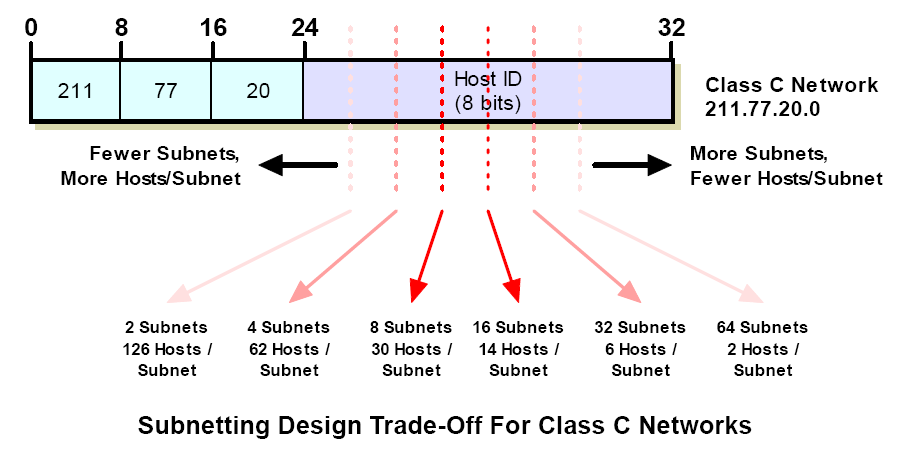 0 8 16 24 32
211 77 20 Host ID
(8 bits)
Class C Network
211.77.20.0
Fewer Subnets,
More Hosts/Subnet
More Subnets,
Fewer Hosts/Subnet
2 Subnets
126 Hosts /
Subnet
4 Subnets
62 Hosts /
Subnet
8 Subnets
30 Hosts /
Subnet
16 Subnets
14 Hosts /
Subnet
32 Subnets
6 Hosts /
Subnet
64 Subnets
2 Hosts /
Subnet
Subnetting Design Trade-Off For Class C Networks